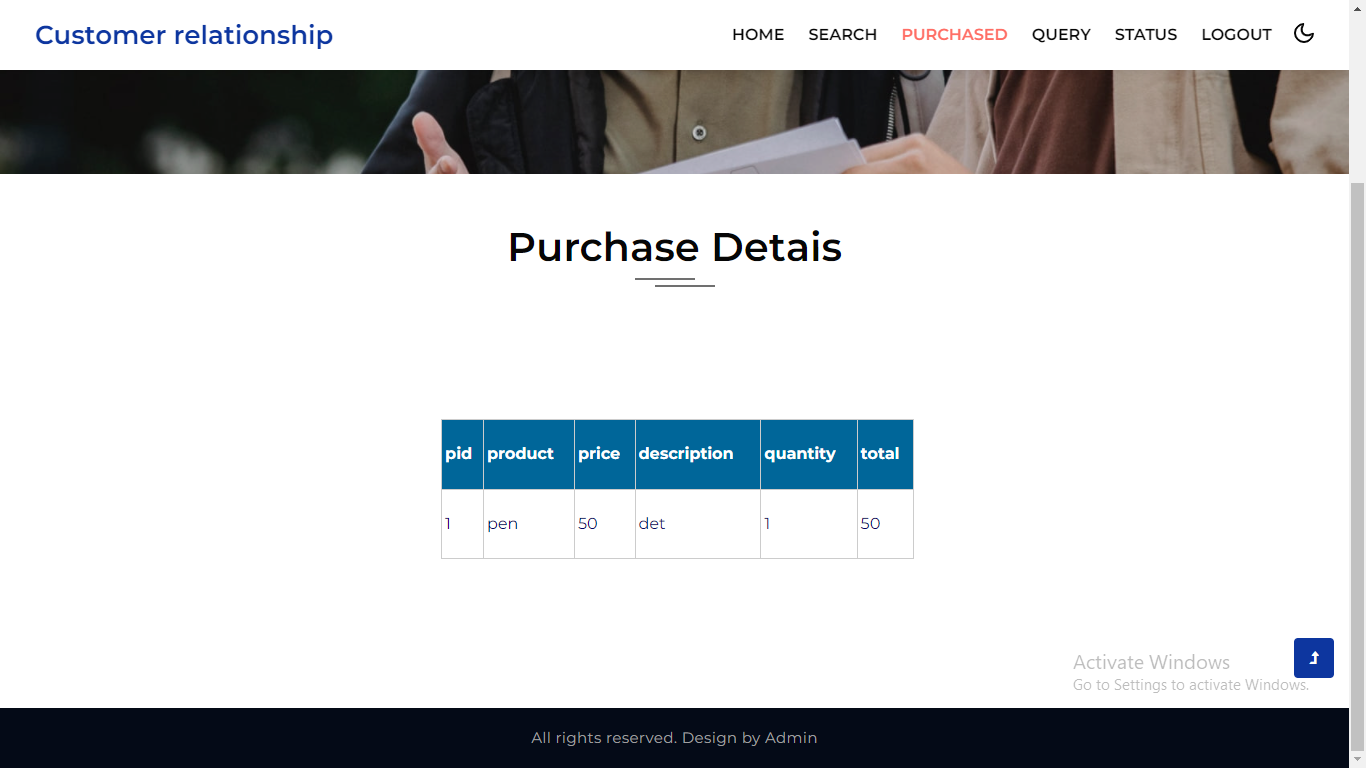 Customer relationship
HOME SEARCH PURCHASED QUERY STATUS LOGOUT
Purchase Detais
pid product price description quantity total
1 pen 50 det 1 50
Activate Windows
Go to Settings to activate Windows.
All rights reserved. Design by Admin